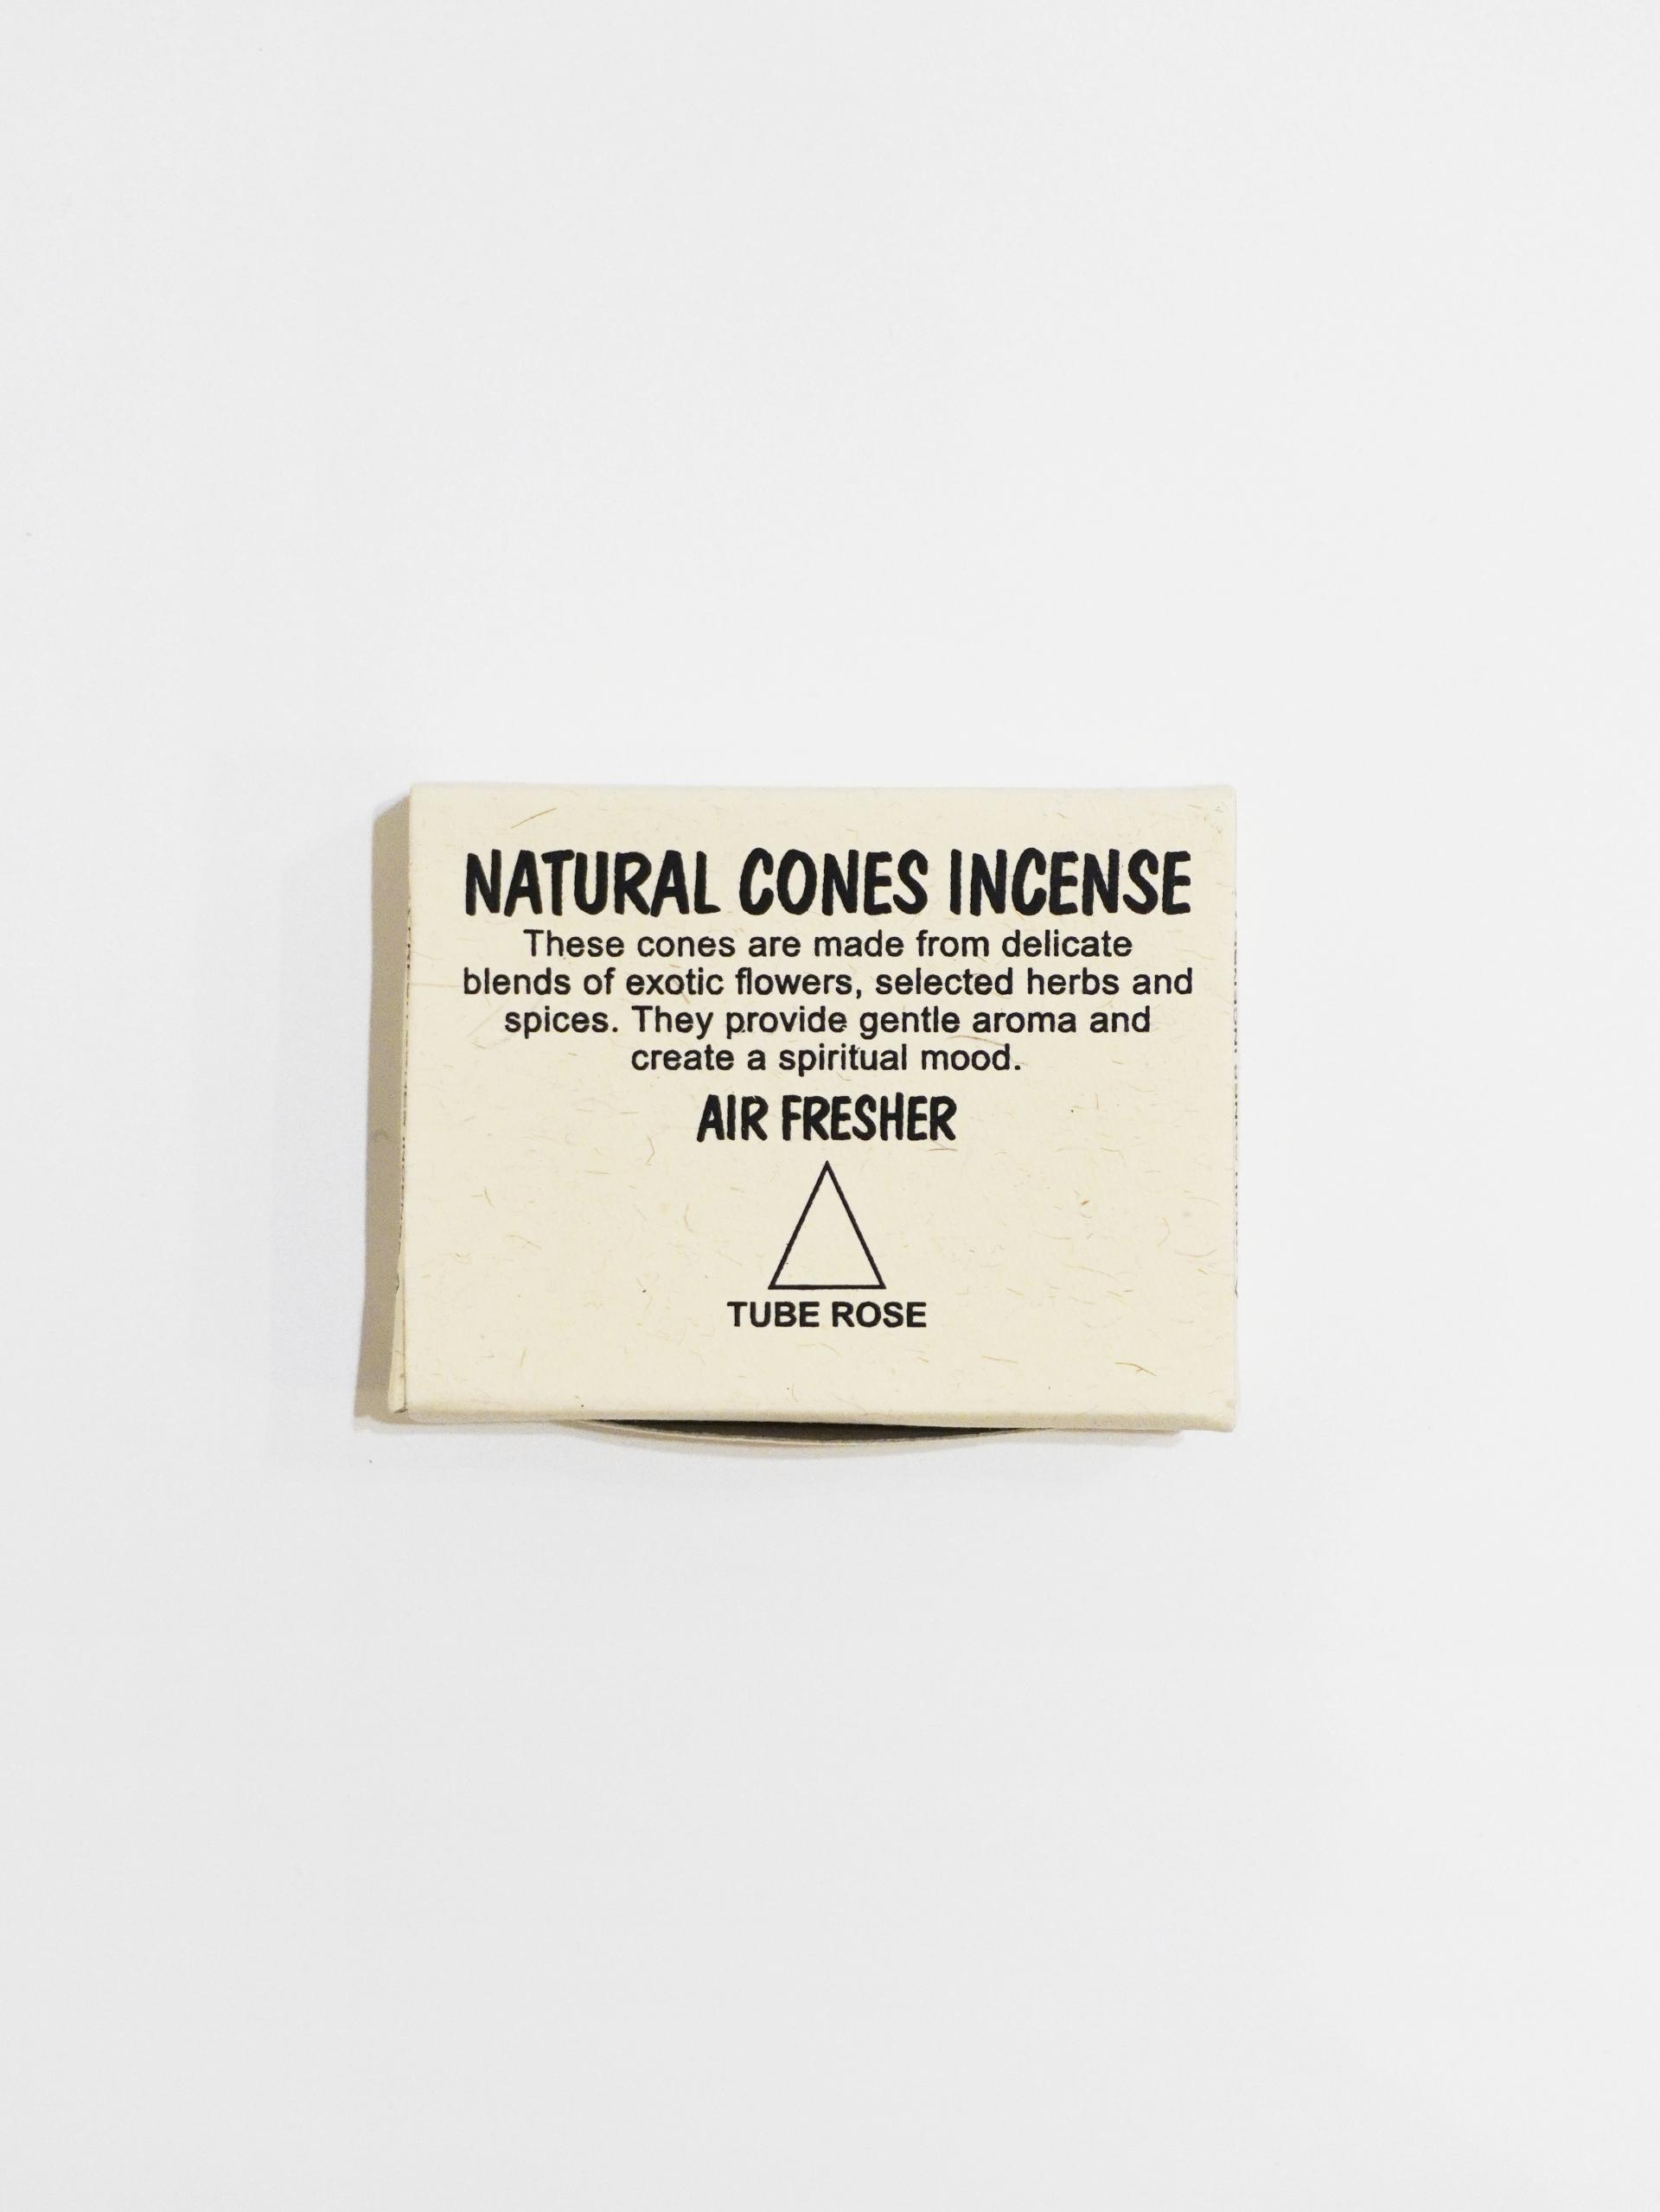 NATURAL CONES INCENSE
These cones are made from delicate
blends of exotic flowers, selected herbs and
spices. They provide gentle aroma and
create a spiritual mood.
AIR FRESHER
TUBE ROSE